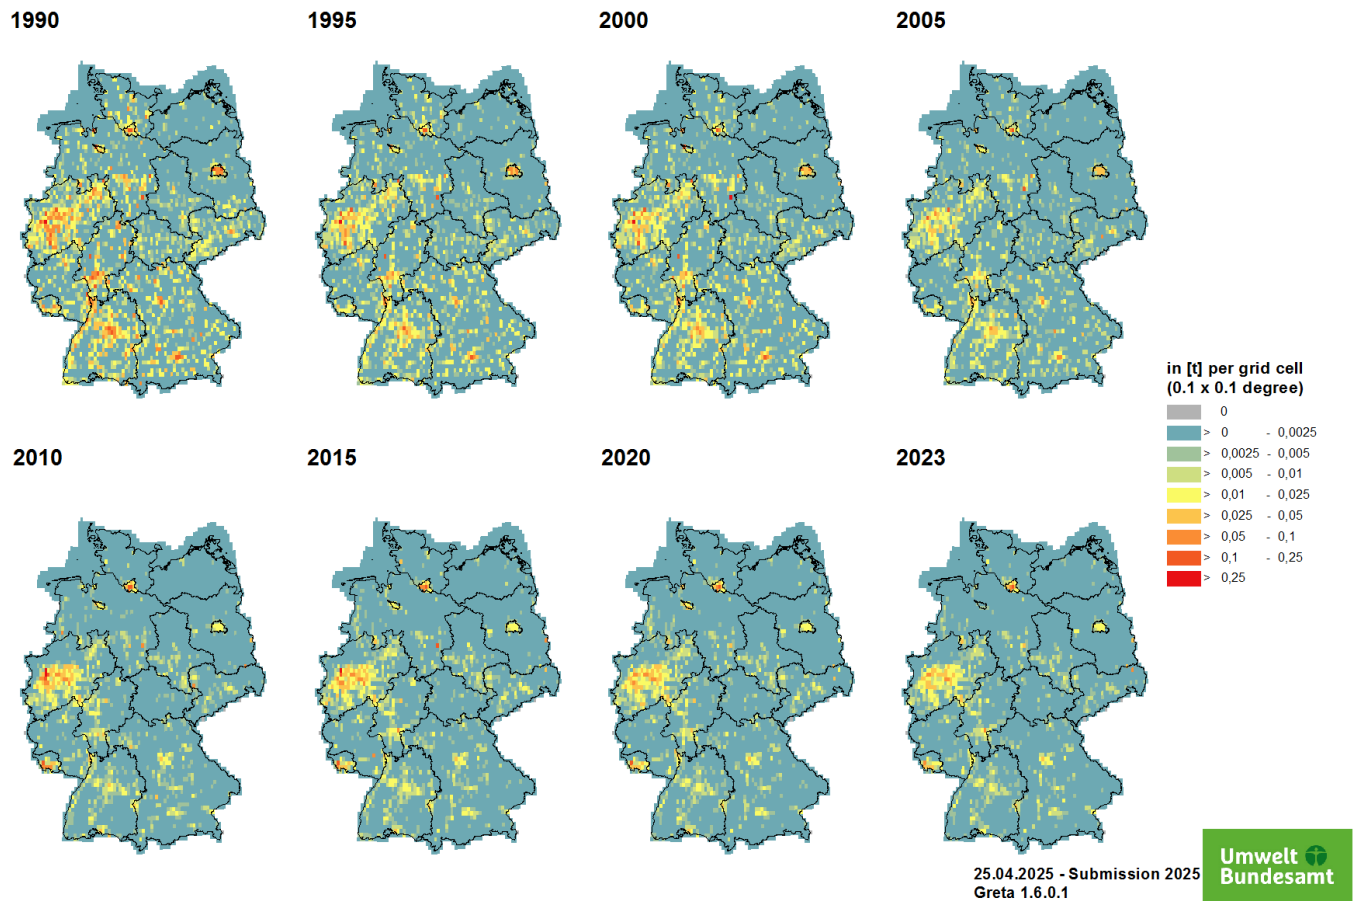 1990
1995
2000
2005
in [t] per grid cell
(0.1 x 0.1 degree)
0
> 0 - 0,0025
> 0,0025 - 0,005
> 0,005 - 0,01
> 0,01 - 0,025
> 0,025 - 0,05
> 0,05 - 0,1
> 0,1 - 0,25
> 0,25
2010
2015
2020
2023
25.04.2025 - Submission 2025
Greta 1.6.0.1
Umwelt
Bundesamt